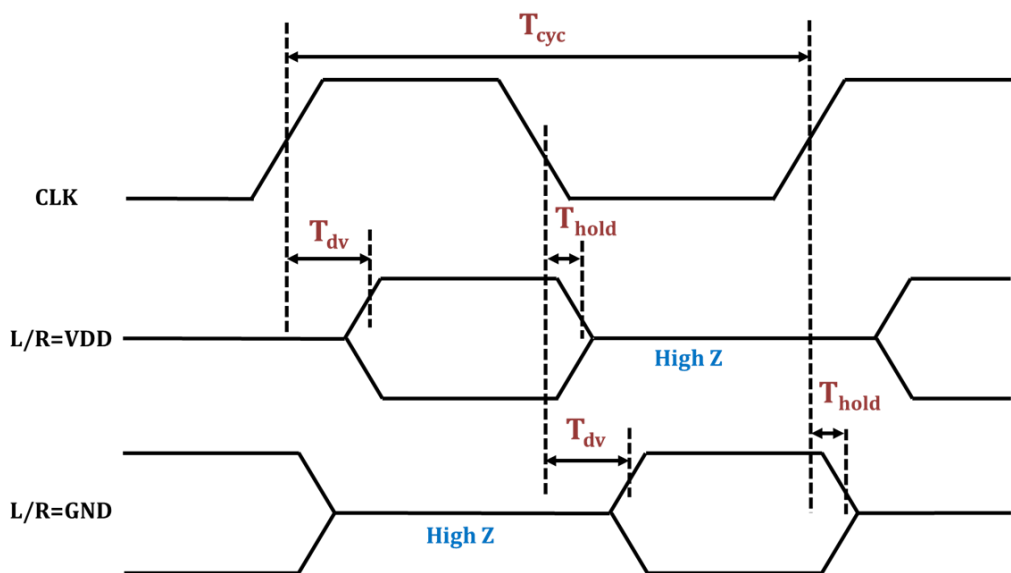 Tcyc
CLK
Tdv
Thold
L/R=VDD
High Z
Thold
Tdv
L/R=GND
High Z